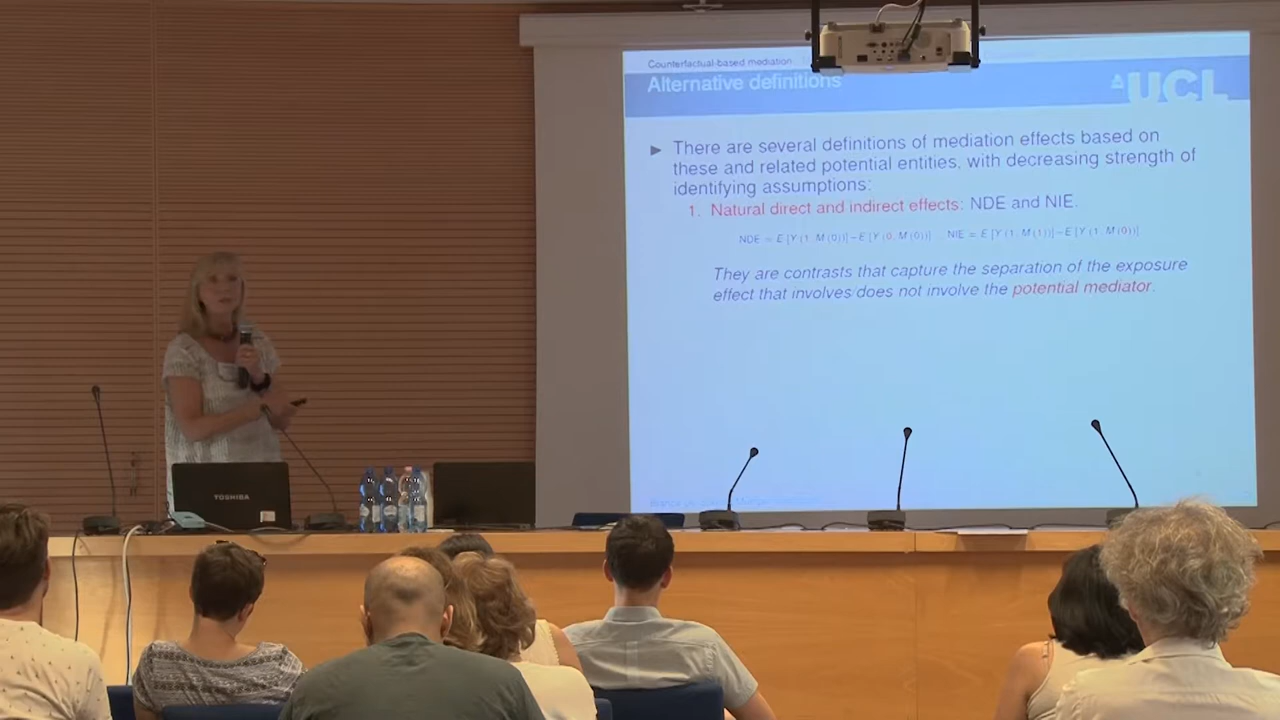 Counterfactual-based mediation
Alternative definitions
UCL
There are several definitions of mediation effects based on
these and related potential entities, with decreasing strength of
identifying assumptions:
1. Natural direct and indirect effects: NDE and NIE.
NDE = E [Y (1, M (0))] − E [Y (0, M (0))] NIE = E [Y (1, M (1))] − E [Y (1, M (0))]
They are contrasts that capture the separation of the exposure
effect that involves does not involve the potential mediator.
TOSHIBA